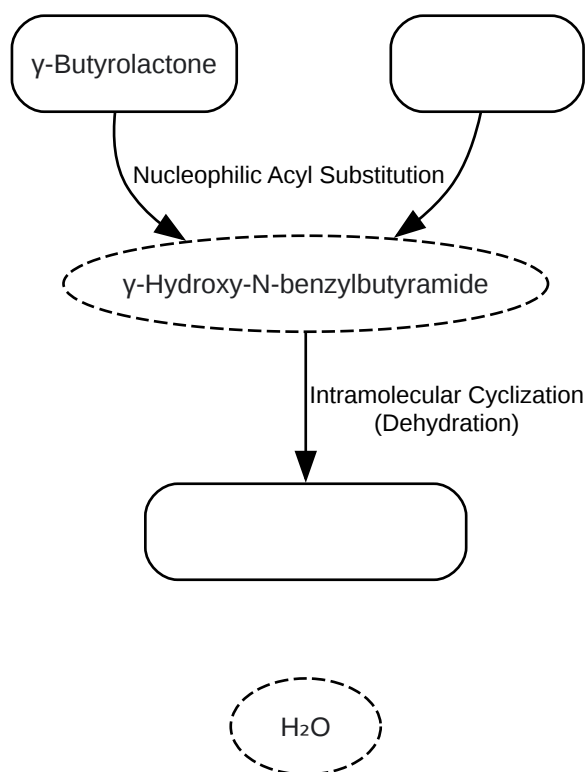 γ-Butyrolactone
Nucleophilic Acyl Substitution
γ-Hydroxy-N-benzylbutyramide
Intramolecular Cyclization
(Dehydration)
H₂O